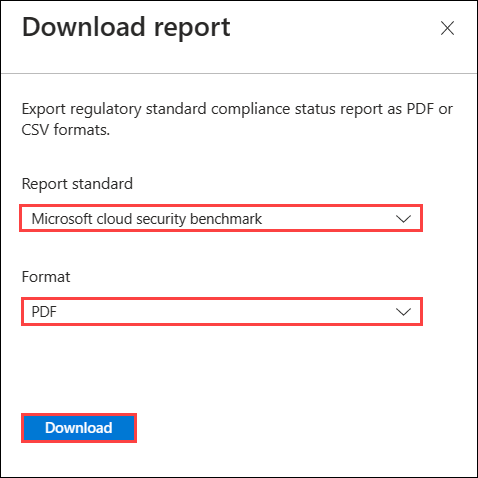 Download report
Export regulatory standard compliance status report as PDF or
CSV formats.
Report standard
Microsoft cloud security benchmark
Format
PDF
Download